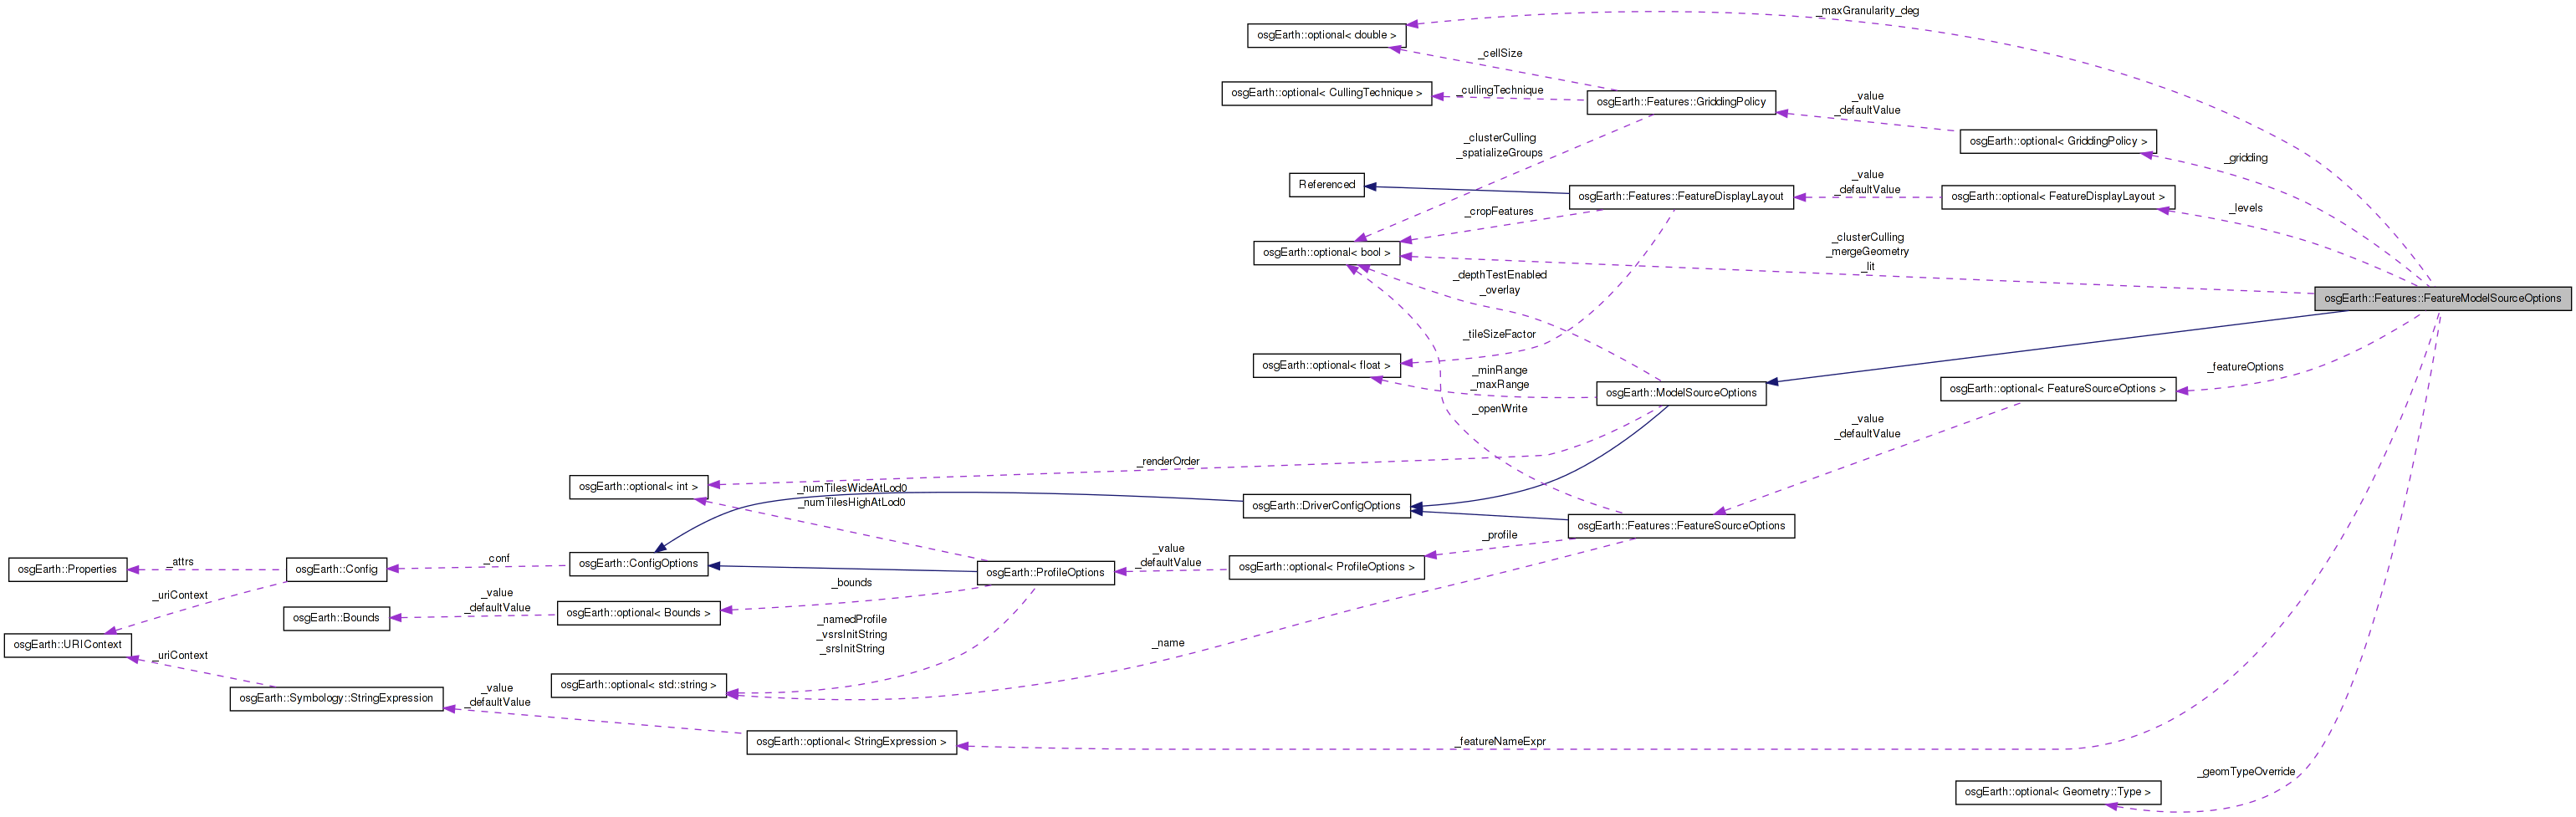 _maxGranularity_deg
osgEarth::optional< double >
_cellSize
osgEarth::optional< CullingTechnique >
_cullingTechnique
osgEarth::Features::GriddingPolicy
_value
_defaultValue
osgEarth::optional< GriddingPolicy >
_clusterCulling
_spatializeGroups
_gridding
Referenced
osgEarth::Features::FeatureDisplayLayout
_value
_defaultValue
osgEarth::optional< FeatureDisplayLayout >
_cropFeatures
_levels
osgEarth::optional< bool >
_clusterCulling
_mergeGeometry
_lit
_depthTestEnabled
_overlay
osgEarth::Features::FeatureModelSourceOptions
_tileSizeFactor
osgEarth::optional< float >
_minRange
_maxRange
osgEarth::ModelSourceOptions
_featureOptions
osgEarth::optional< FeatureSourceOptions >
_openWrite
_value
_defaultValue
_renderOrder
osgEarth::optional< int >
_numTilesWideAtLod0
_numTilesHighAtLod0
osgEarth::DriverConfigOptions
osgEarth::Features::FeatureSourceOptions
_profile
osgEarth::Properties
_attrs
osgEarth::Config
_conf
osgEarth::ConfigOptions
osgEarth::ProfileOptions
_value
_defaultValue
osgEarth::optional< ProfileOptions >
_uriContext
_bounds
osgEarth::Bounds
_value
_defaultValue
osgEarth::optional< Bounds >
_namedProfile
_vsrsInitString
_srsInitString
osgEarth::URIContext
_uriContext
_name
osgEarth::optional< std::string >
osgEarth::Symbology::StringExpression
_value
_defaultValue
osgEarth::optional< StringExpression >
_featureNameExpr
_geomTypeOverride
osgEarth::optional< Geometry::Type >